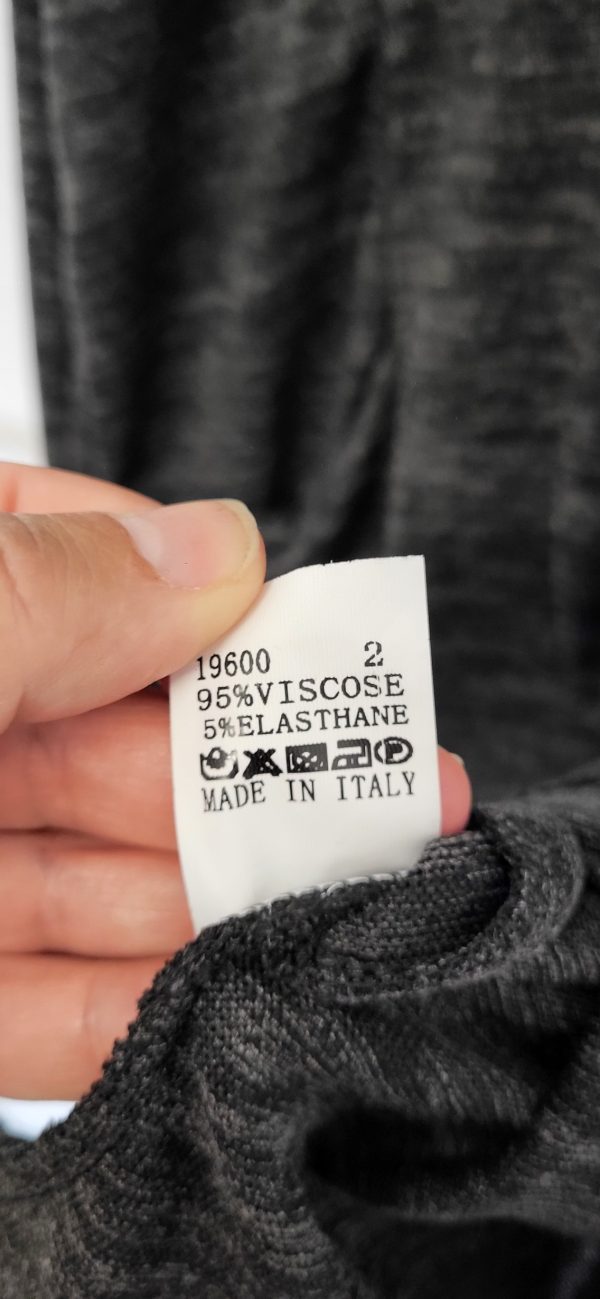 19600 2
95%VISCOSE
5%ELASTHANE
P
MADE IN ITALY